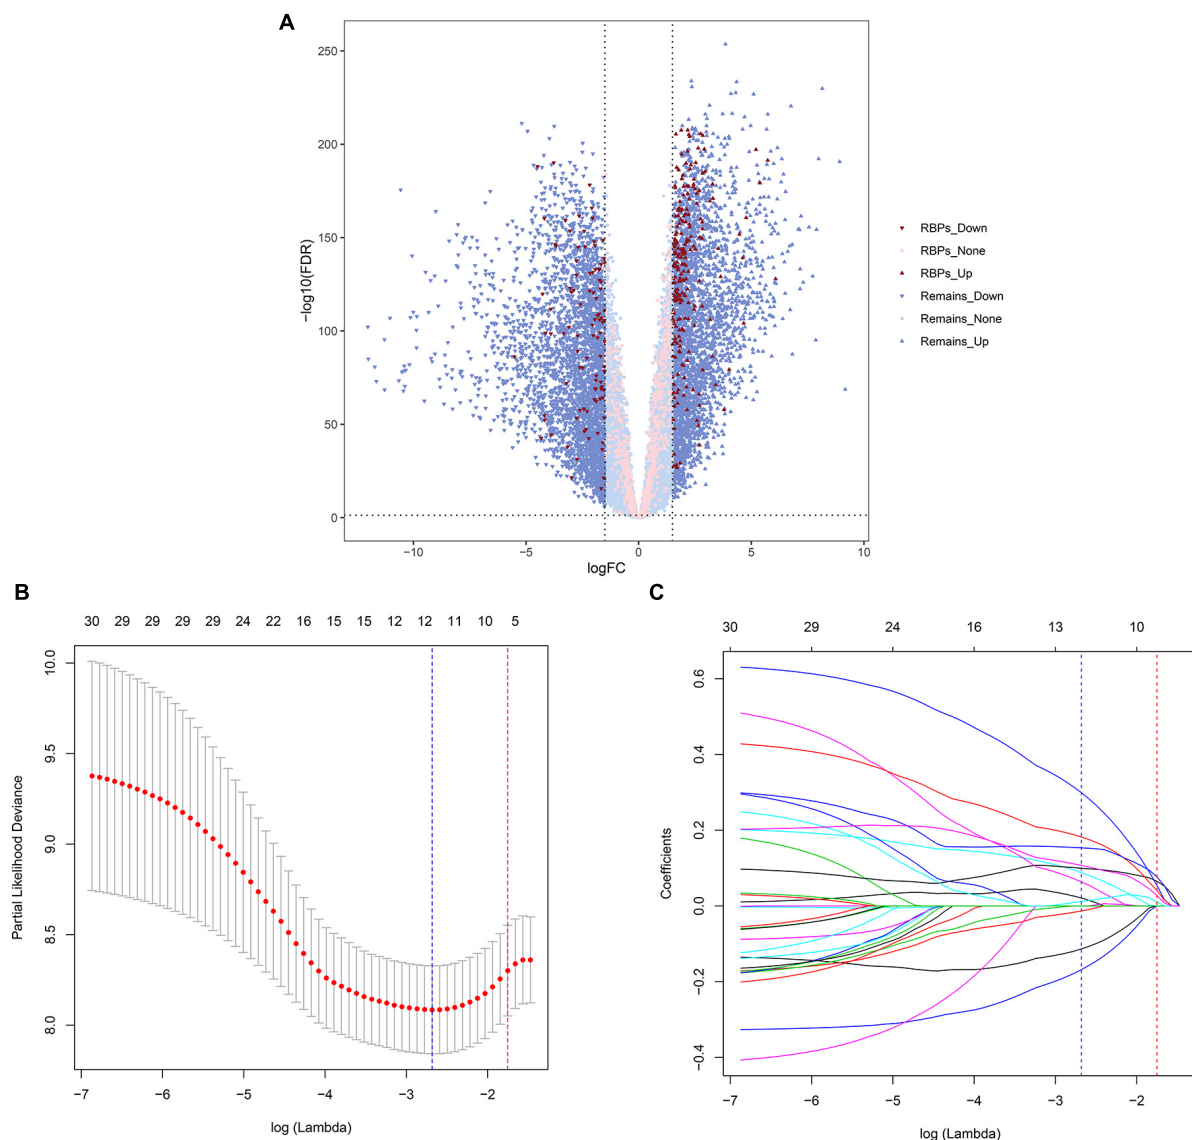 A
250
200
150
100
50
0
−log10(FDR)
−10
−5
0
5
10
logFC
RBPs_Down
RBPs_None
RBPs_Up
Remains_Down
Remains_None
Remains_Up
B
30 29 29 29 29 24 22 16 15 15 12 12 11 10 5
10.0
9.5
9.0
8.5
8.0
Partial Likelihood Deviance
−7 −6 −5 −4 −3 −2
log (Lambda)
C
30 29 24 16 13 10
0.6
0.4
0.2
0.0
−0.2
−0.4
Coefficients
−7 −6 −5 −4 −3 −2
log (Lambda)